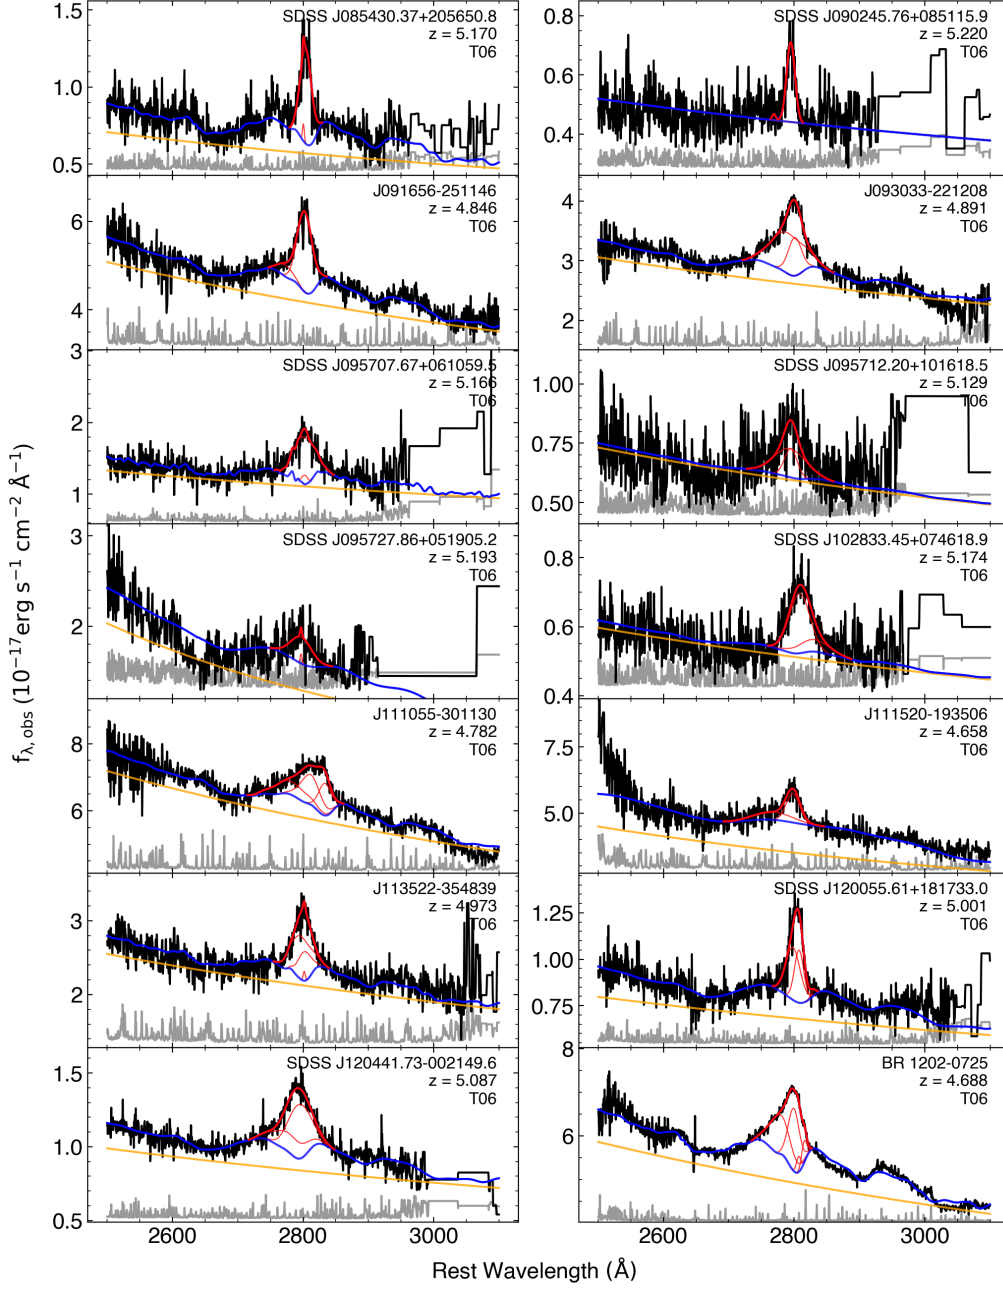 SDSS J085430.37+205650.8
z = 5.170
T06
1.5
1.0
0.5
SDSS J090245.76+085115.9
z = 5.220
T06
0.8
0.6
0.4
J091656-251146
z = 4.846
T06
6
4
J093033-221208
z = 4.891
T06
4
3
2
SDSS J095707.67+061059.5
z = 5.166
T06
3
2
1
SDSS J095712.20+101618.5
z = 5.129
T06
1.00
0.75
0.50
SDSS J095727.86+051905.2
z = 5.193
T06
3
2
SDSS J102833.45+074618.9
z = 5.174
T06
0.8
0.6
0.4
J111055-301130
z = 4.782
T06
8
6
J111520-193506
z = 4.658
T06
7.5
5.0
J113522-354839
z = 4.973
T06
3
2
SDSS J120055.61+181733.0
z = 5.001
T06
1.25
1.00
0.75
SDSS J120441.73-002149.6
z = 5.087
T06
1.5
1.0
0.5
BR 1202-0725
z = 4.688
T06
8
6
2600 2800 3000
2600 2800 3000
fλ, obs (10⁻¹⁷erg s⁻¹ cm⁻² Å⁻¹)
Rest Wavelength (Å)